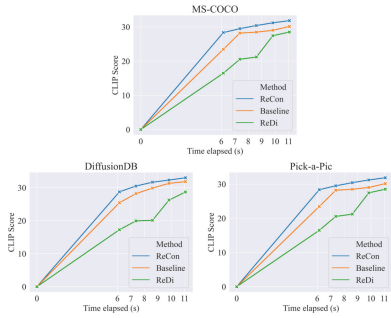 MS-COCO
30
20
10
0
CLIP Score
Method
ReCon
Baseline
ReDi
0 6 7 8 9 10 11
Time elapsed (s)
DiffusionDB
30
20
10
0
CLIP Score
Method
ReCon
Baseline
ReDi
0 6 7 8 9 10 11
Time elapsed (s)
Pick-a-Pic
30
20
10
0
CLIP Score
Method
ReCon
Baseline
ReDi
0 6 7 8 9 10 11
Time elapsed (s)